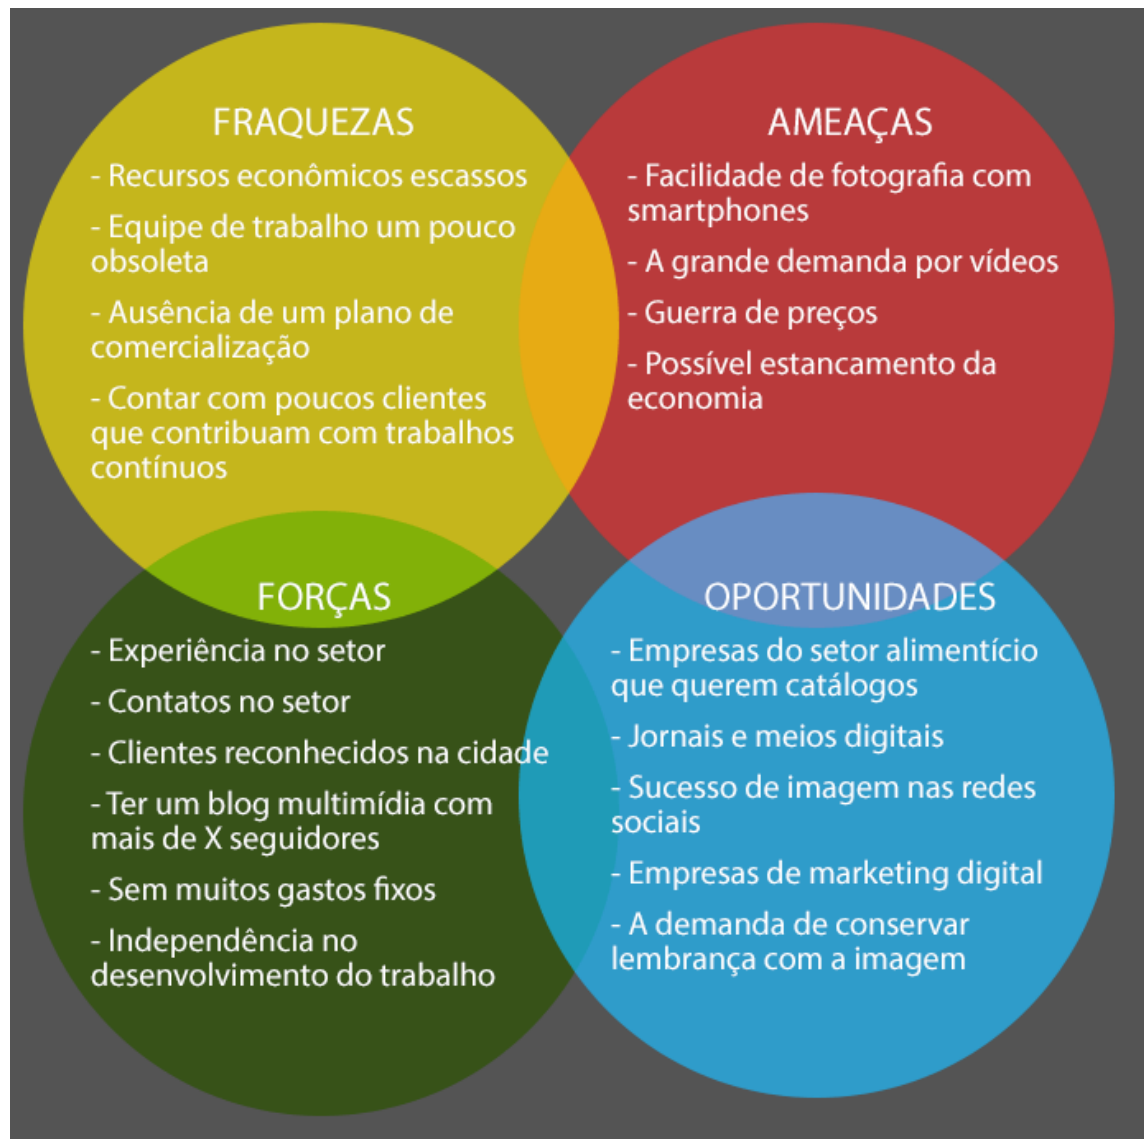 FRAQUEZAS
- Recursos econômicos escassos
- Equipe de trabalho um pouco
obsoleta
- Ausência de um plano de
comercialização
- Contar com poucos clientes
que contribuam com trabalhos
contínuos
AMEAÇAS
- Facilidade de fotografia com
smartphones
- A grande demanda por vídeos
- Guerra de preços
- Possível estancamento da
economia
FORÇAS
- Experiência no setor
- Contatos no setor
- Clientes reconhecidos na cidade
- Ter um blog multimídia com
mais de X seguidores
- Sem muitos gastos fixos
- Independência no
desenvolvimento do trabalho
OPORTUNIDADES
- Empresas do setor alimentício
que querem catálogos
- Jornais e meios digitais
- Sucesso de imagem nas redes
sociais
- Empresas de marketing digital
- A demanda de conservar
lembrança com a imagem